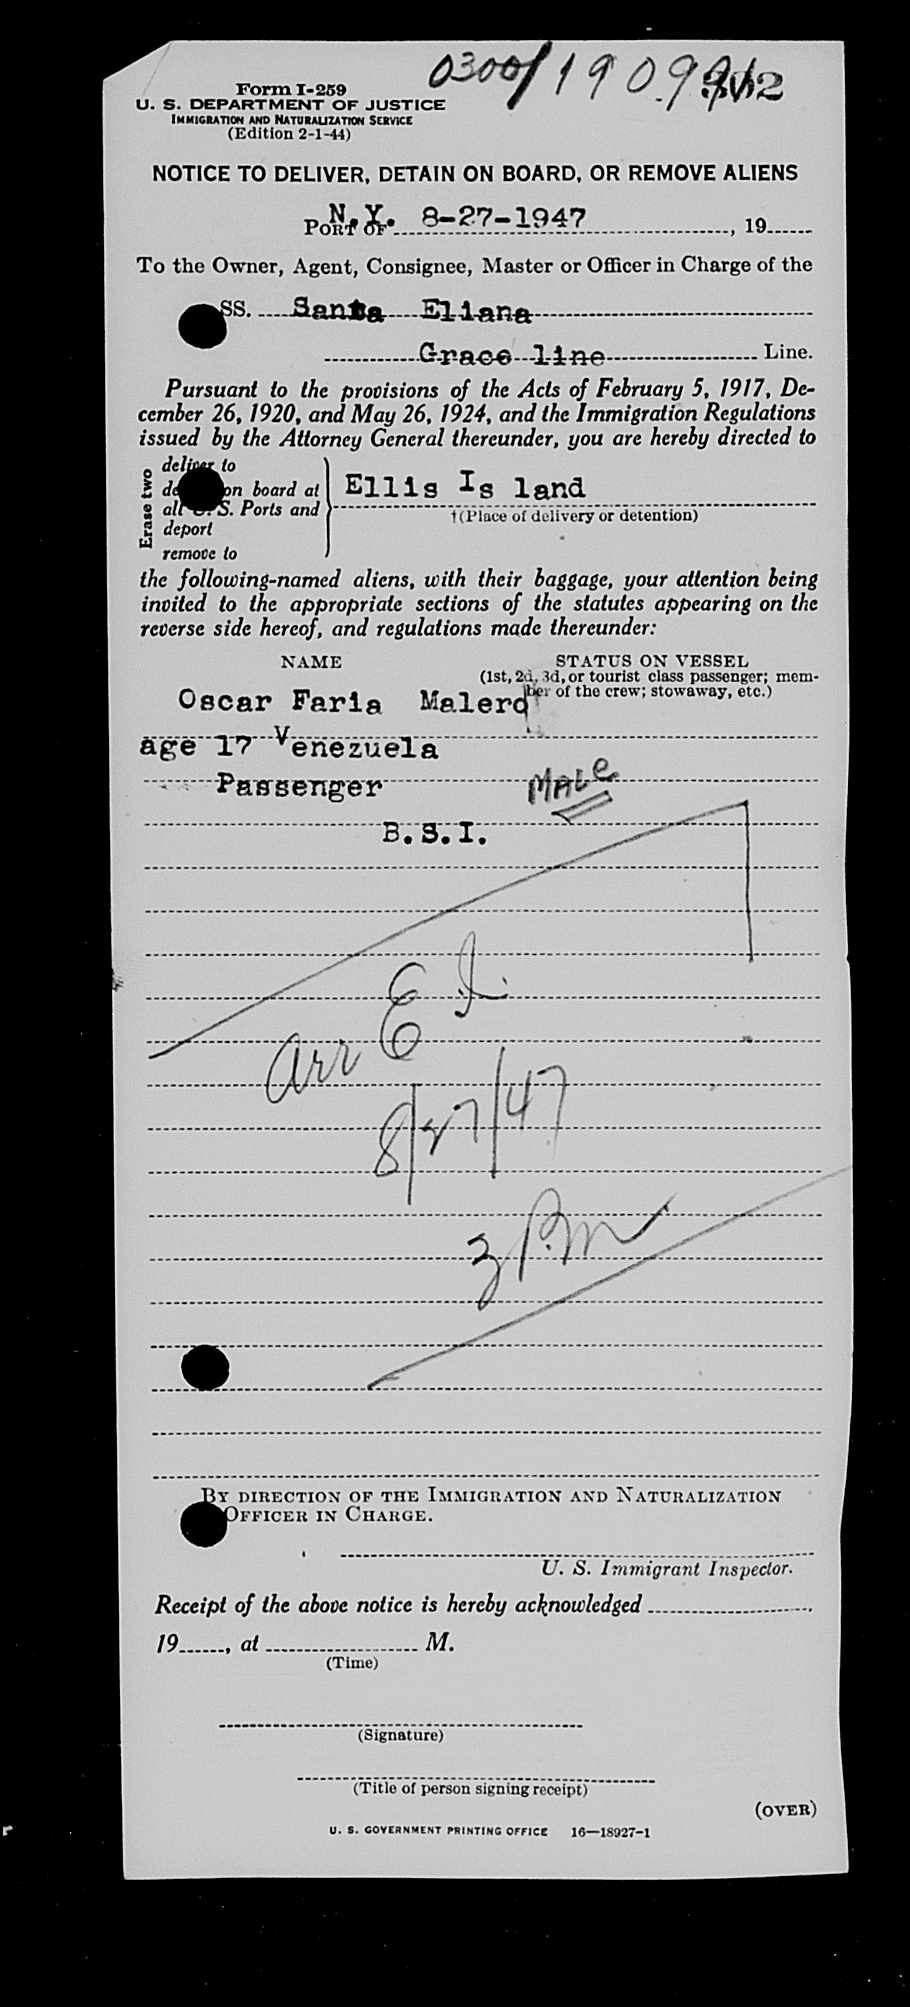 0300/19099
Form I-259
U. S. DEPARTMENT OF JUSTICE
IMMIGRATION AND NATURALIZATION SERVICE
(Edition 2-1-44)
NOTICE TO DELIVER, DETAIN ON BOARD, OR REMOVE ALIENS
PORT OF N.Y. 8-27-1947, 19
To the Owner, Agent, Consignee, Master or Officer in Charge of the
SS. Santa Eliana
Grace line Line.
Pursuant to the provisions of the Acts of February 5, 1917, De-
cember 26, 1920, and May 26, 1924, and the Immigration Regulations
issued by the Attorney General thereunder, you are hereby directed to
Erase two
deliver to
on board at
all S. Ports and
deport
remove to
Ellis Is land
†(Place of delivery or detention)
the following-named aliens, with their baggage, your attention being
invited to the appropriate sections of the statutes appearing on the
reverse side hereof, and regulations made thereunder:
NAME
STATUS ON VESSEL
(1st, 2d, 3d, or tourist class passenger; mem-
ber of the crew; stowaway, etc.)
Oscar Faria Malerd
age 17 Venezuela
Passenger
MALe
B.S.I.
arr E I
8/27/47
3 P.m
BY DIRECTION OF THE IMMIGRATION AND NATURALIZATION
OFFICER IN CHARGE.
U. S. Immigrant Inspector.
Receipt of the above notice is hereby acknowledged
19, at M.
(Time)
(Signature)
(Title of person signing receipt)
(OVER)
U. S. GOVERNMENT PRINTING OFFICE 16—18927-1